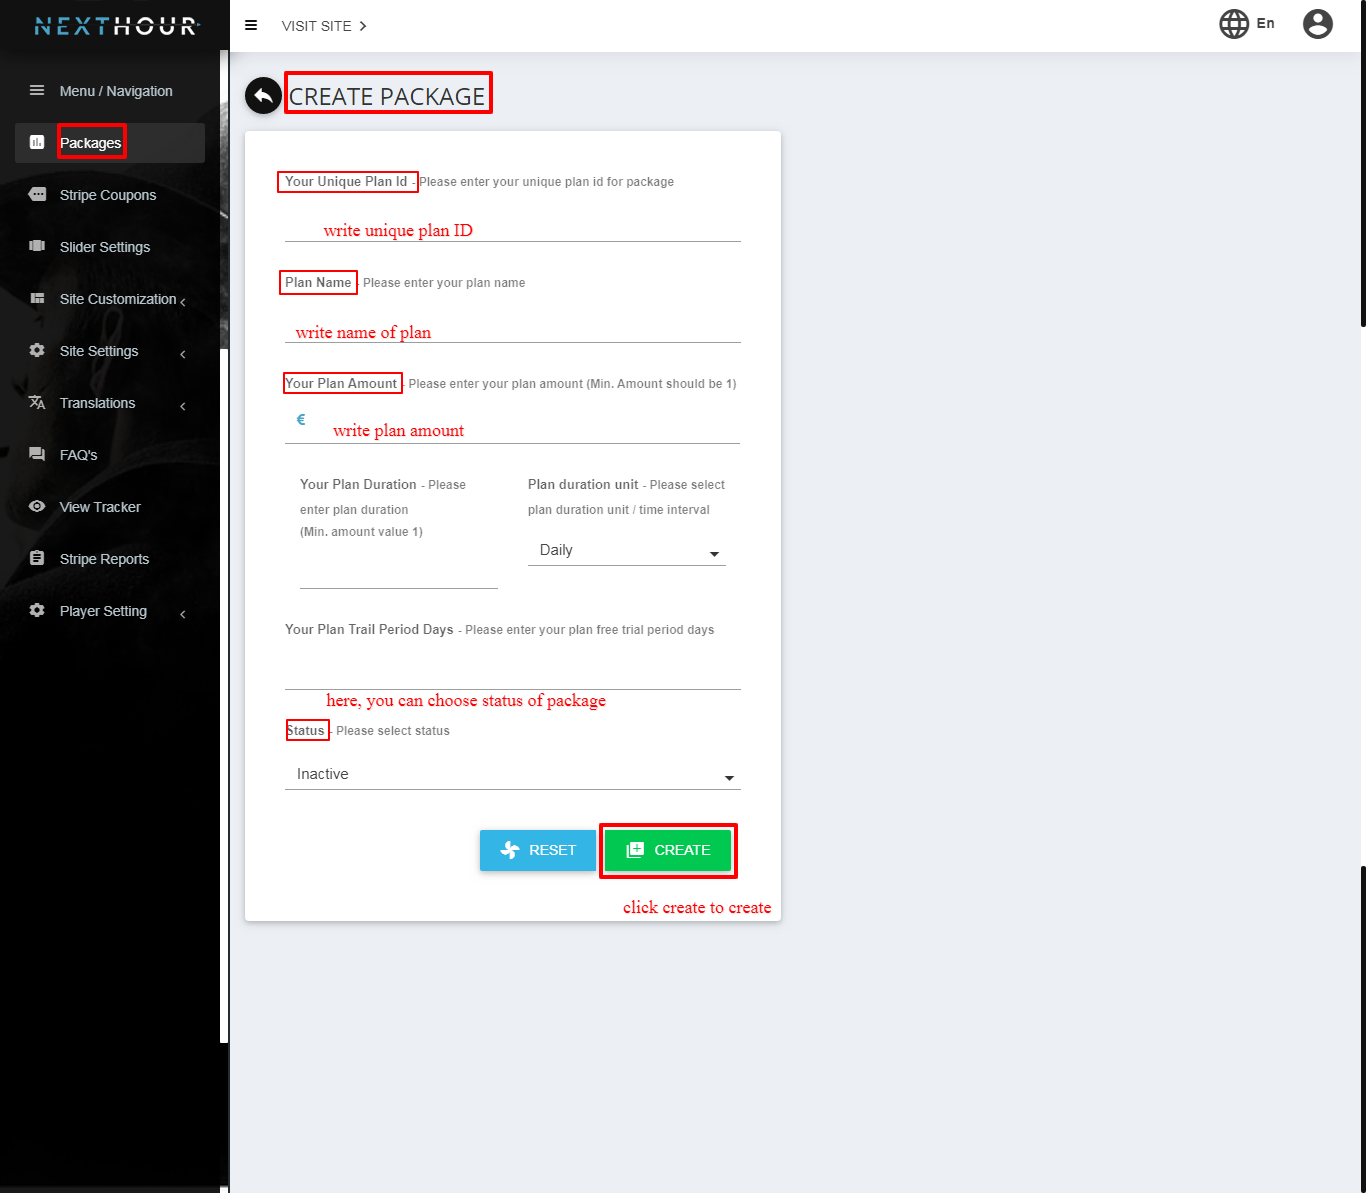 NEXTHOUR
VISIT SITE
En
Menu / Navigation
Packages
Stripe Coupons
Slider Settings
Site Customization
Site Settings
Translations
FAQ's
View Tracker
Stripe Reports
Player Setting
CREATE PACKAGE
Your Unique Plan Id - Please enter your unique plan id for package
write unique plan ID
Plan Name - Please enter your plan name
write name of plan
Your Plan Amount - Please enter your plan amount (Min. Amount should be 1)
€
write plan amount
Your Plan Duration - Please
enter plan duration
(Min. amount value 1)
Plan duration unit - Please select
plan duration unit / time interval
Daily
Your Plan Trail Period Days - Please enter your plan free trial period days
here, you can choose status of package
Status - Please select status
Inactive
RESET
CREATE
click create to create